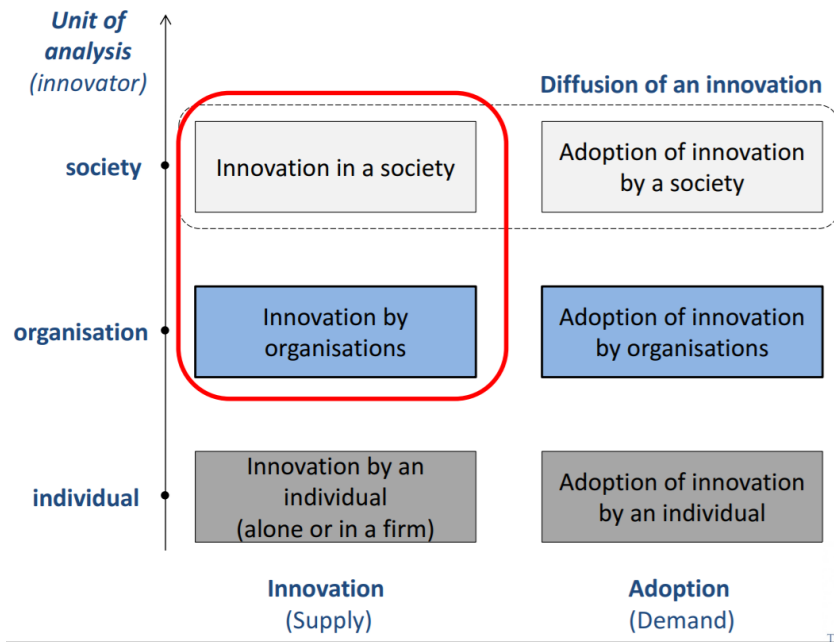 Unit of
analysis
(innovator)
Diffusion of an innovation
society
Innovation in a society
Adoption of innovation
by a society
organisation
Innovation by
organisations
Adoption of innovation
by organisations
individual
Innovation by an
individual
(alone or in a firm)
Adoption of innovation
by an individual
Innovation
(Supply)
Adoption
(Demand)